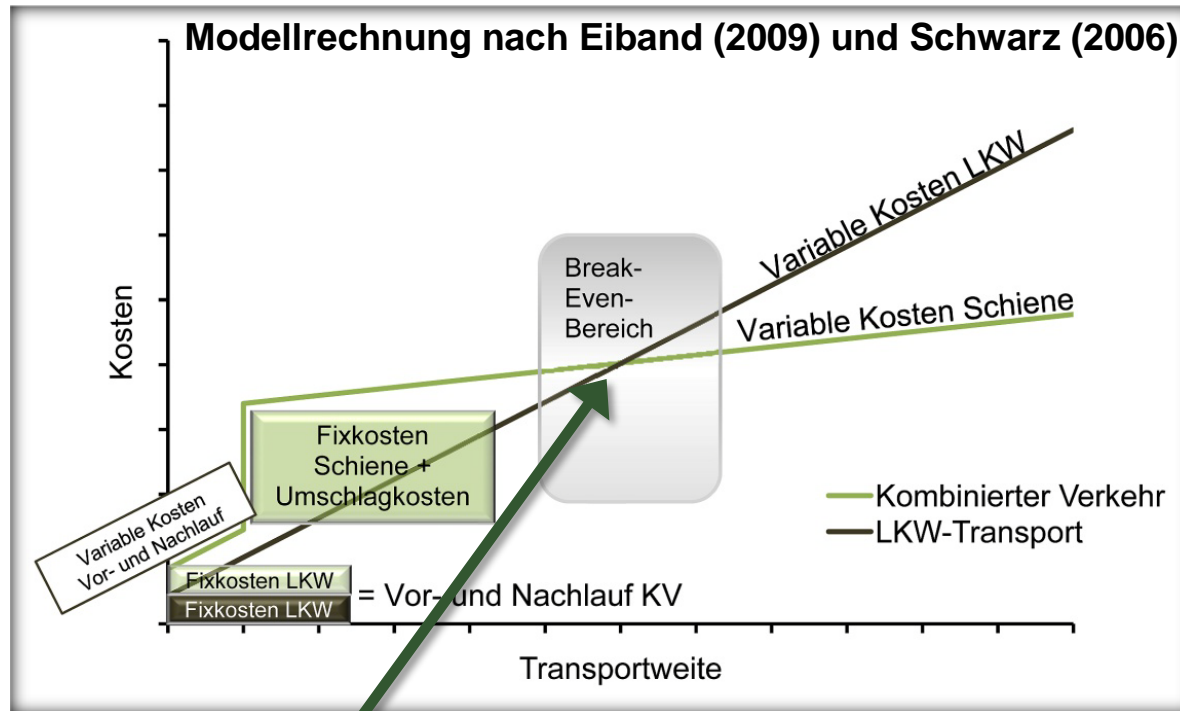 Modellrechnung nach Eiband (2009) und Schwarz (2006)
Kosten
Variable Kosten LKW
Break-
Even-
Bereich
Variable Kosten Schiene
Fixkosten
Schiene +
Umschlagkosten
Variable Kosten
Vor- und Nachlauf
Kombinierter Verkehr
LKW-Transport
Fixkosten LKW
= Vor- und Nachlauf KV
Fixkosten LKW
Transportweite